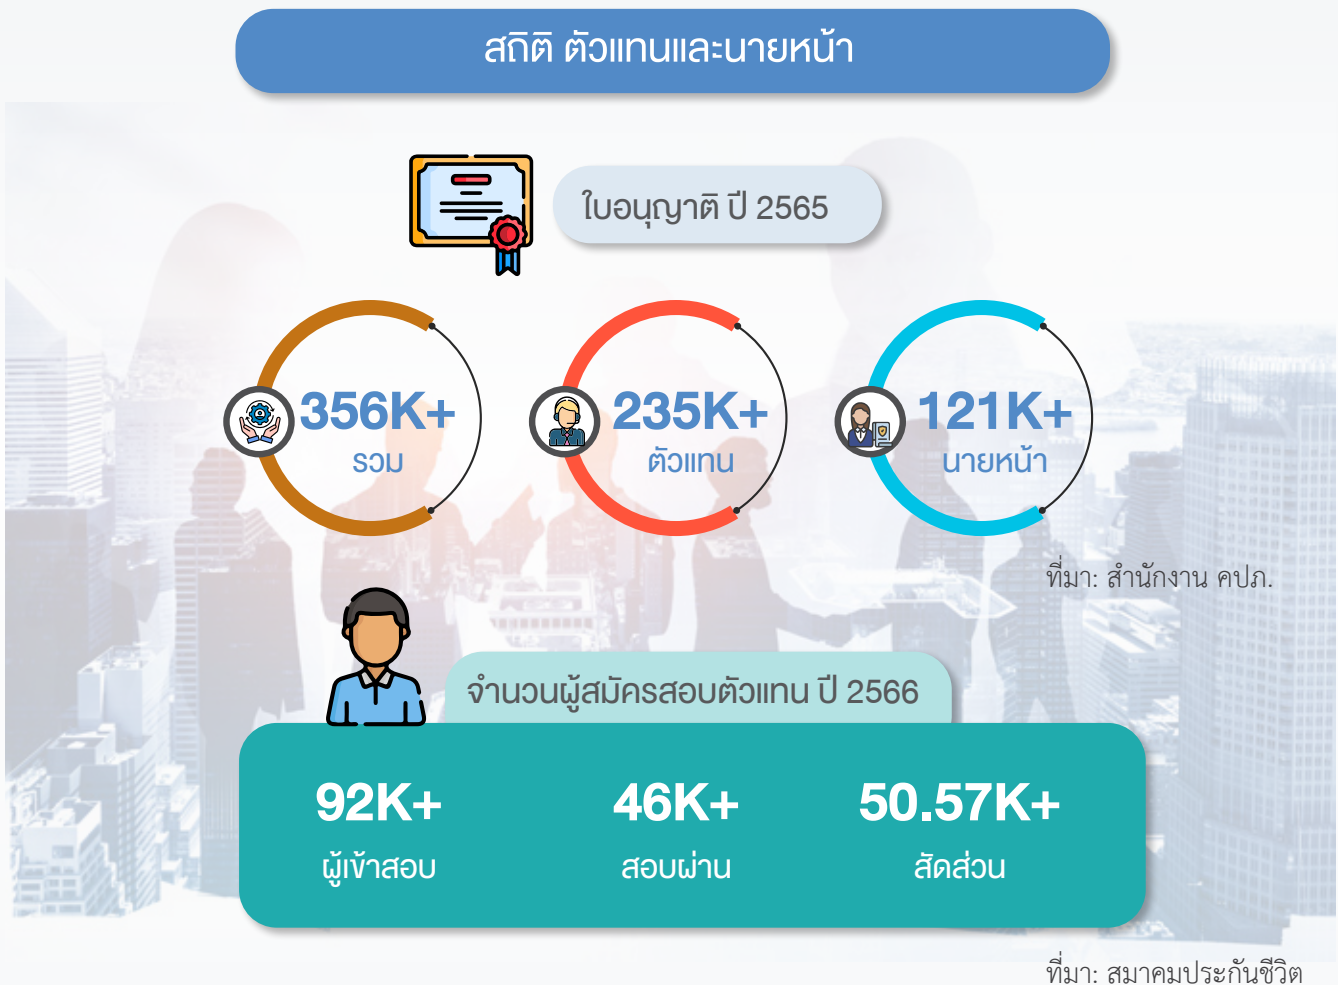 สถิติ ตัวแทนและนายหน้า
ใบอนุญาติ ปี 2565
356K+
รวม
235K+
ตัวแทน
121K+
นายหน้า
ที่มา: สำนักงาน คปภ.
จำนวนผู้สมัครสอบตัวแทน ปี 2566
92K+
ผู้เข้าสอบ
46K+
สอบผ่าน
50.57K+
สัดส่วน
ที่มา: สมาคมประกันชีวิต